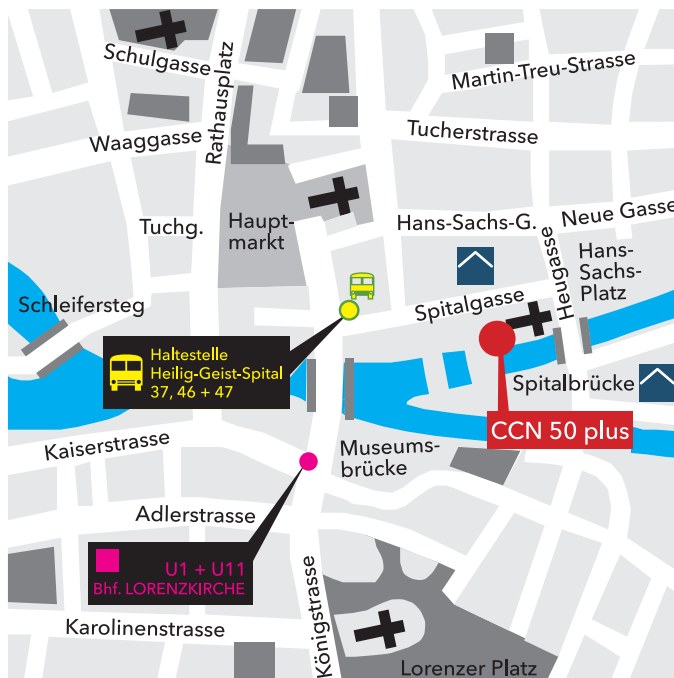 Schulgasse
Rathausplatz
Martin-Treu-Strasse
Waaggasse
Tucherstrasse
Tuchg.
Haupt-
markt
Hans-Sachs-G.
Neue Gasse
Heugasse
Hans-
Sachs-
Platz
Schleifersteg
Spitalgasse
Haltestelle
Heilig-Geist-Spital
37, 46 + 47
Spitalbrücke
CCN 50 plus
Kaiserstrasse
Museums-
brücke
Adlerstrasse
U1 + U11
Bhf. LORENZKIRCHE
Königstrasse
Karolinenstrasse
Lorenzer Platz